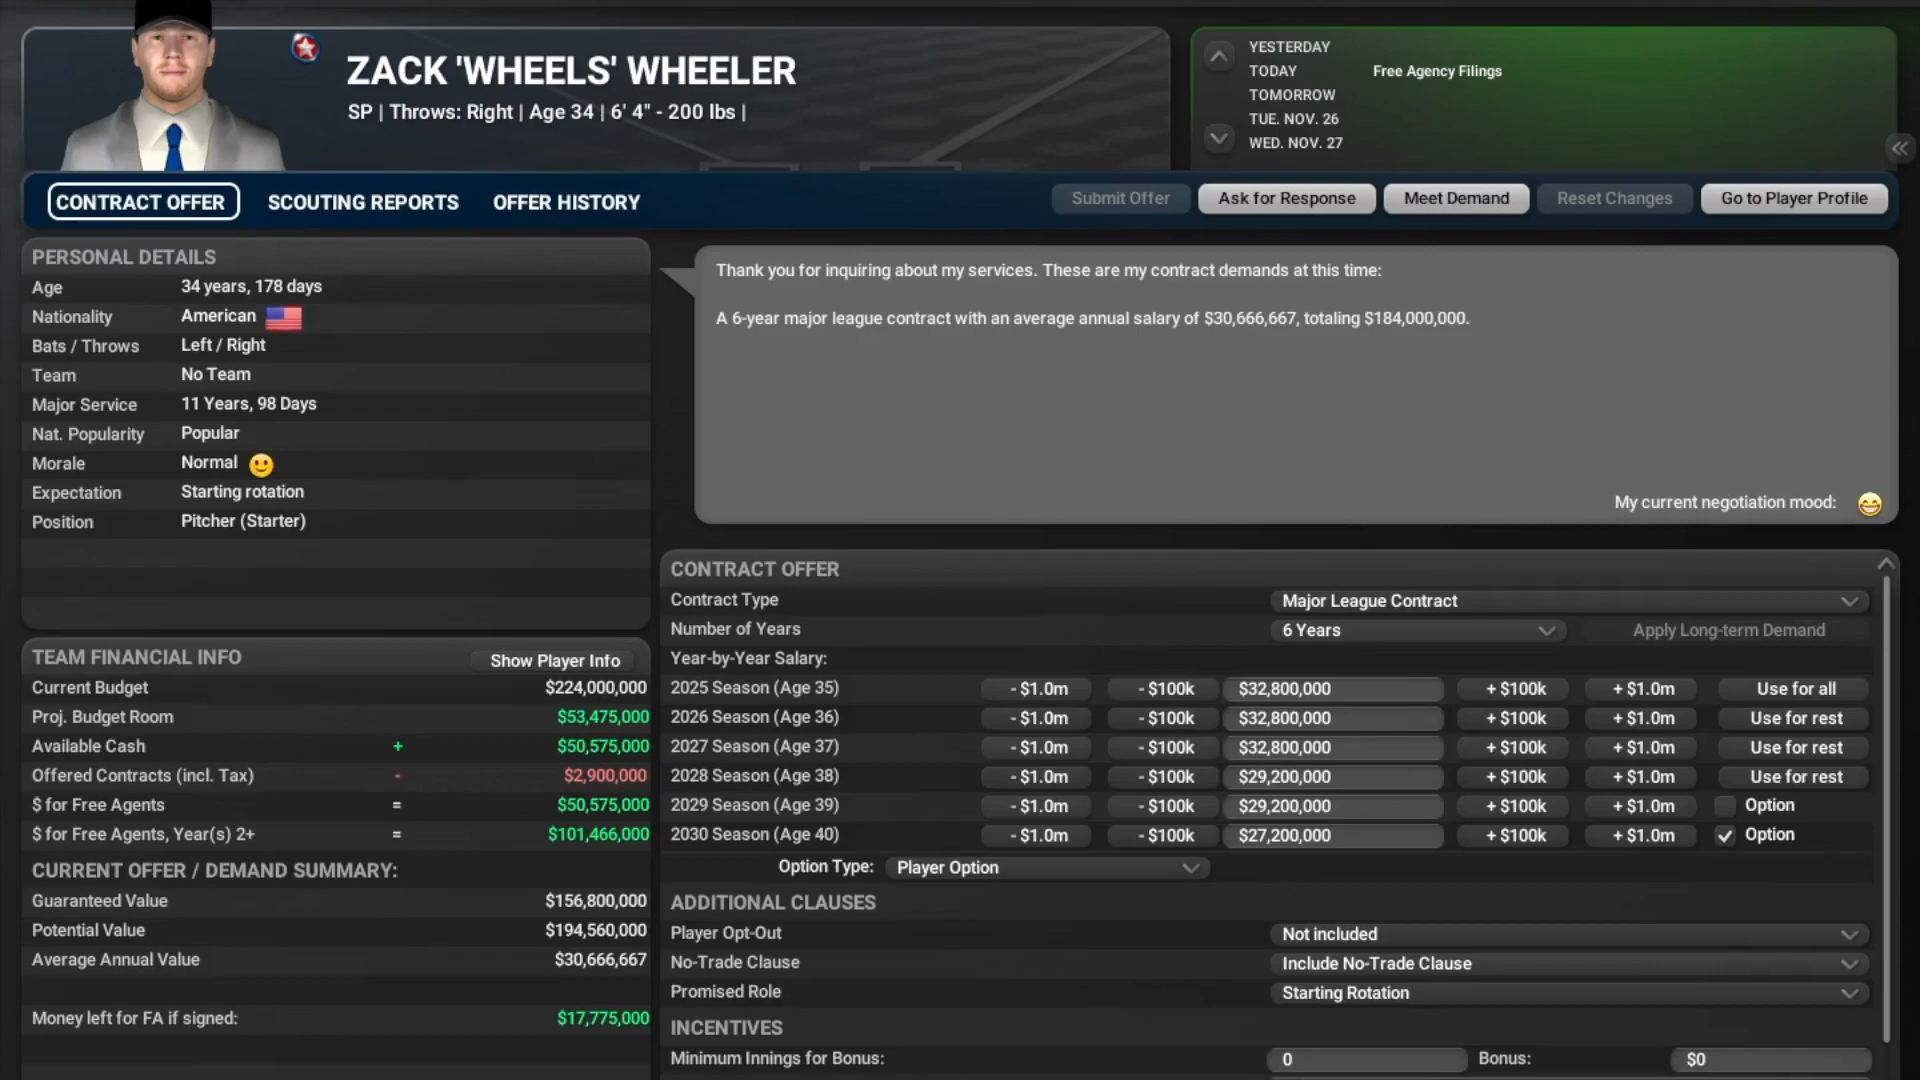 ZACK 'WHEELS' WHEELER
SP | Throws: Right | Age 34 | 6' 4" - 200 lbs |
YESTERDAY
TODAY Free Agency Filings
TOMORROW
TUE. NOV. 26
WED. NOV. 27
CONTRACT OFFER SCOUTING REPORTS OFFER HISTORY
Submit Offer Ask for Response Meet Demand Reset Changes Go to Player Profile
PERSONAL DETAILS
Age 34 years, 178 days
Nationality American
Bats / Throws Left / Right
Team No Team
Major Service 11 Years, 98 Days
Nat. Popularity Popular
Morale Normal
Expectation Starting rotation
Position Pitcher (Starter)
Thank you for inquiring about my services. These are my contract demands at this time:
A 6-year major league contract with an average annual salary of $30,666,667, totaling $184,000,000.
My current negotiation mood:
TEAM FINANCIAL INFO Show Player Info
Current Budget $224,000,000
Proj. Budget Room $53,475,000
Available Cash + $50,575,000
Offered Contracts (incl. Tax) - $2,900,000
$ for Free Agents = $50,575,000
$ for Free Agents, Year(s) 2+ = $101,466,000
CURRENT OFFER / DEMAND SUMMARY:
Guaranteed Value $156,800,000
Potential Value $194,560,000
Average Annual Value $30,666,667
Money left for FA if signed: $17,775,000
CONTRACT OFFER
Contract Type Major League Contract
Number of Years 6 Years Apply Long-term Demand
Year-by-Year Salary:
2025 Season (Age 35) - $1.0m - $100k $32,800,000 + $100k + $1.0m Use for all
2026 Season (Age 36) - $1.0m - $100k $32,800,000 + $100k + $1.0m Use for rest
2027 Season (Age 37) - $1.0m - $100k $32,800,000 + $100k + $1.0m Use for rest
2028 Season (Age 38) - $1.0m - $100k $29,200,000 + $100k + $1.0m Use for rest
2029 Season (Age 39) - $1.0m - $100k $29,200,000 + $100k + $1.0m Option
2030 Season (Age 40) - $1.0m - $100k $27,200,000 + $100k + $1.0m Option
Option Type: Player Option
ADDITIONAL CLAUSES
Player Opt-Out Not included
No-Trade Clause Include No-Trade Clause
Promised Role Starting Rotation
INCENTIVES
Minimum Innings for Bonus: 0 Bonus: $0